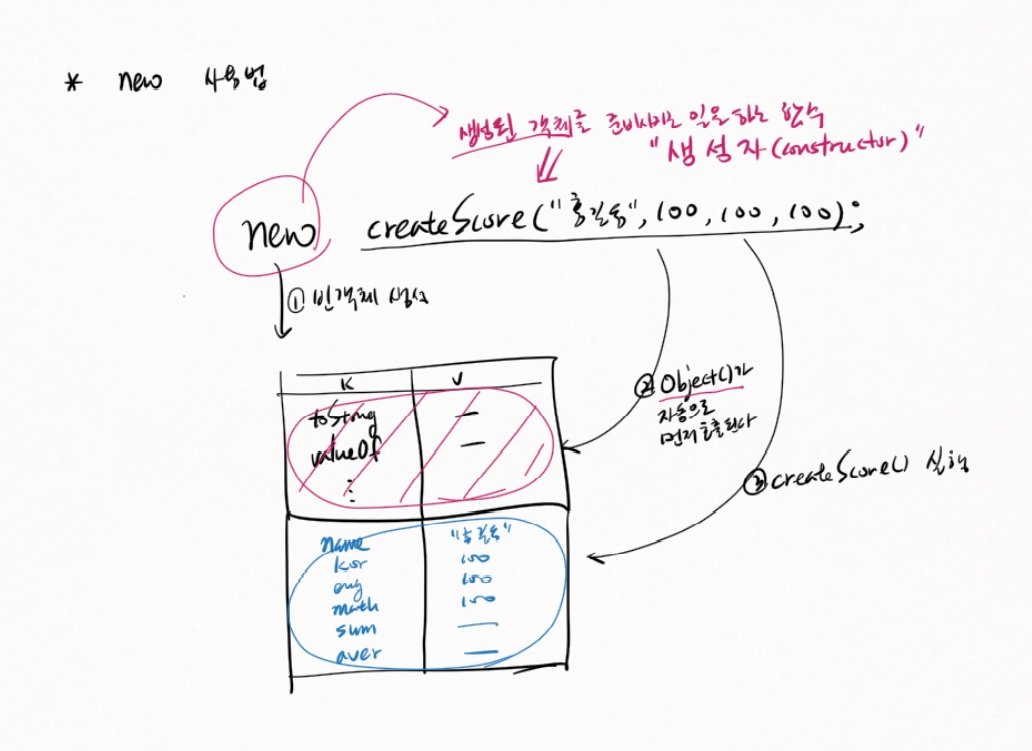 * new 사용법
생성된 객체를 준비시키는 일을 하는 함수
"생성자(constructor)"
new createScore("홍길동", 100, 100, 100);
① 빈객체 생성
K V
toString —
valueOf —
⋮
② Object()가
자동으로
먼저 호출된다
③ createScore() 실행
name "홍길동"
kor 100
eng 100
math 100
sum —
aver —